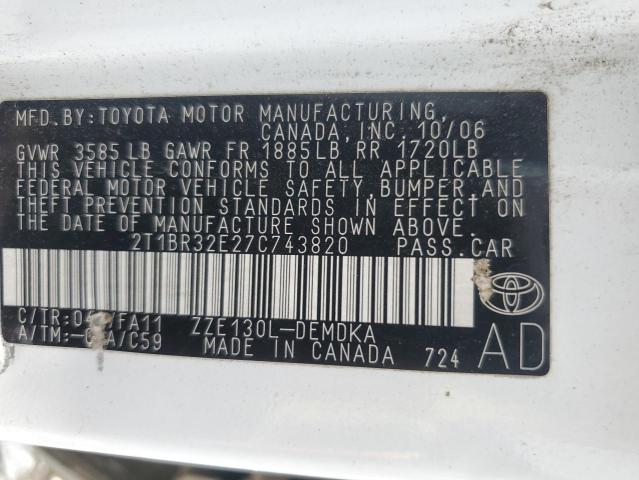 MFD.BY:TOYOTA MOTOR MANUFACTURING,
CANADA,INC. 10/06
GVWR 3585LB GAWR FR 1885LB RR 1720LB
THIS VEHICLE CONFORMS TO ALL APPLICABLE
FEDERAL MOTOR VEHICLE SAFETY,BUMPER,AND
THEFT PREVENTION STANDARDS IN EFFECT ON
THE DATE OF MANUFACTURE SHOWN ABOVE.
2T1BR32E27C743820 PASS.CAR
C/TR: /FA11 ZZE130L-DEMDKA
A/TM: /C59 MADE IN CANADA 724 AD